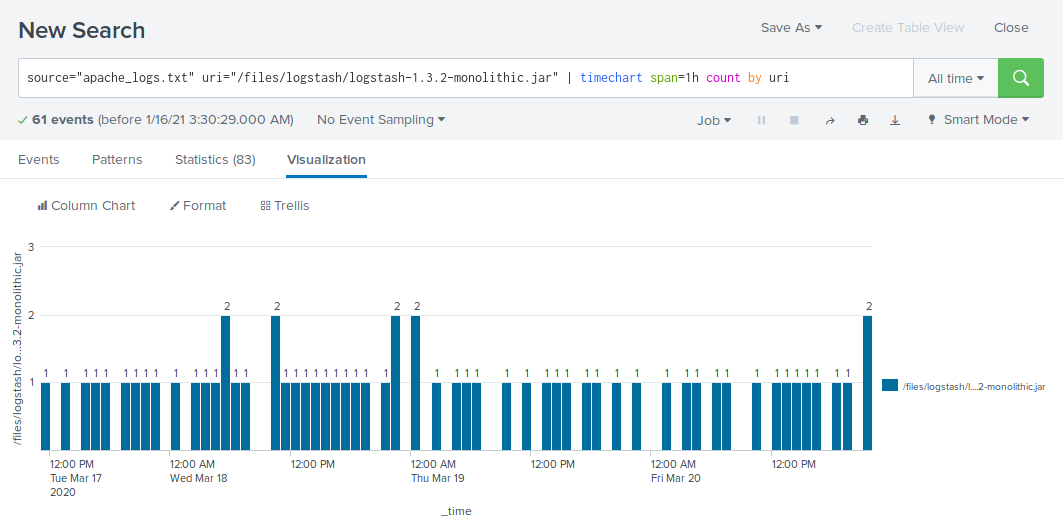 New Search
Save As
Create Table View
Close
source="apache_logs.txt" uri="/files/logstash/logstash-1.3.2-monolithic.jar" | timechart span=1h count by uri
All time
61 events (before 1/16/21 3:30:29.000 AM)
No Event Sampling
Job
Smart Mode
Events
Patterns
Statistics (83)
Visualization
Column Chart
Format
Trellis
/files/logstash/lo...3.2-monolithic.jar
3
2
1
2 2 2 2 2
1 1 1 1 1 1 1 1 1 1 1 1 1 1 1 1 1 1 1 1 1 1 1 1 1 1 1 1 1 1 1 1 1 1 1 1 1 1 1 1 1 1 1 1 1 1 1 1 1 1 1
/files/logstash/l....2-monolithic.jar
12:00 PM
Tue Mar 17
2020
12:00 AM
Wed Mar 18
12:00 PM
12:00 AM
Thu Mar 19
12:00 PM
12:00 AM
Fri Mar 20
12:00 PM
_time